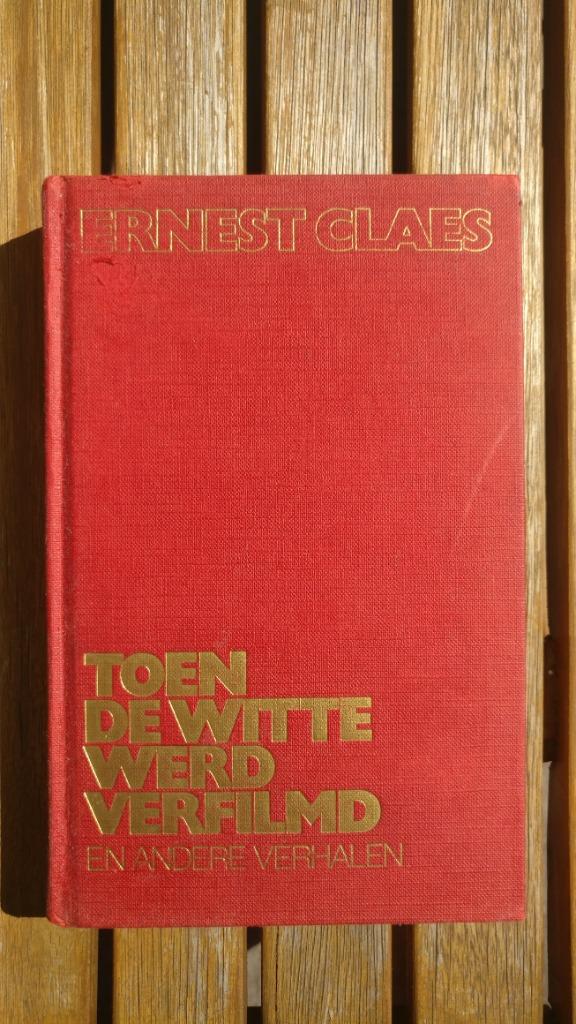 ERNEST CLAES
TOEN
DE WITTE
WERD
VERFILMD
EN ANDERE VERHALEN